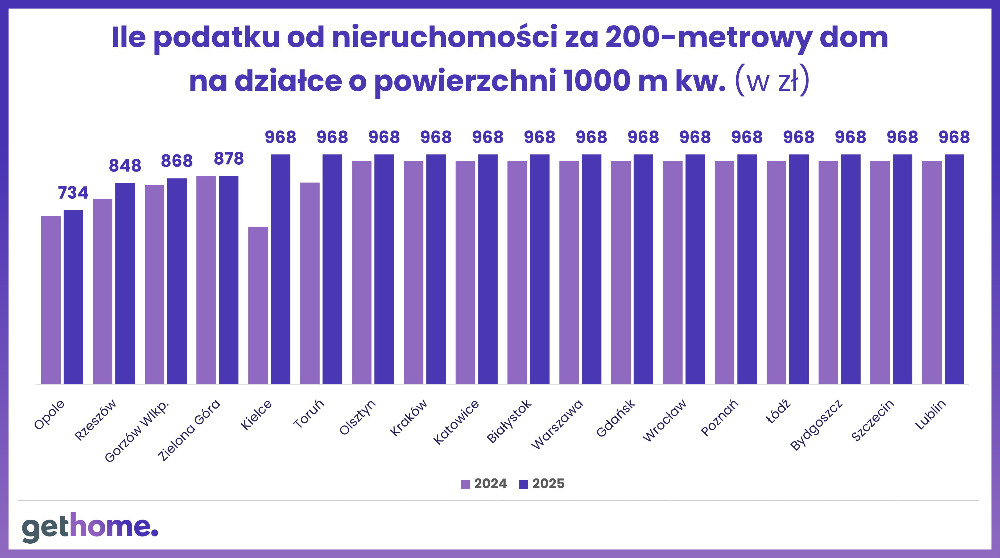 Ile podatku od nieruchomości za 200-metrowy dom
na działce o powierzchni 1000 m kw. (w zł)
734
848
868
878
968
968
968
968
968
968
968
968
968
968
968
968
968
968
Opole
Rzeszów
Gorzów Wlkp.
Zielona Góra
Kielce
Toruń
Olsztyn
Kraków
Katowice
Białystok
Warszawa
Gdańsk
Wrocław
Poznań
Łódź
Bydgoszcz
Szczecin
Lublin
2024
2025
gethome.